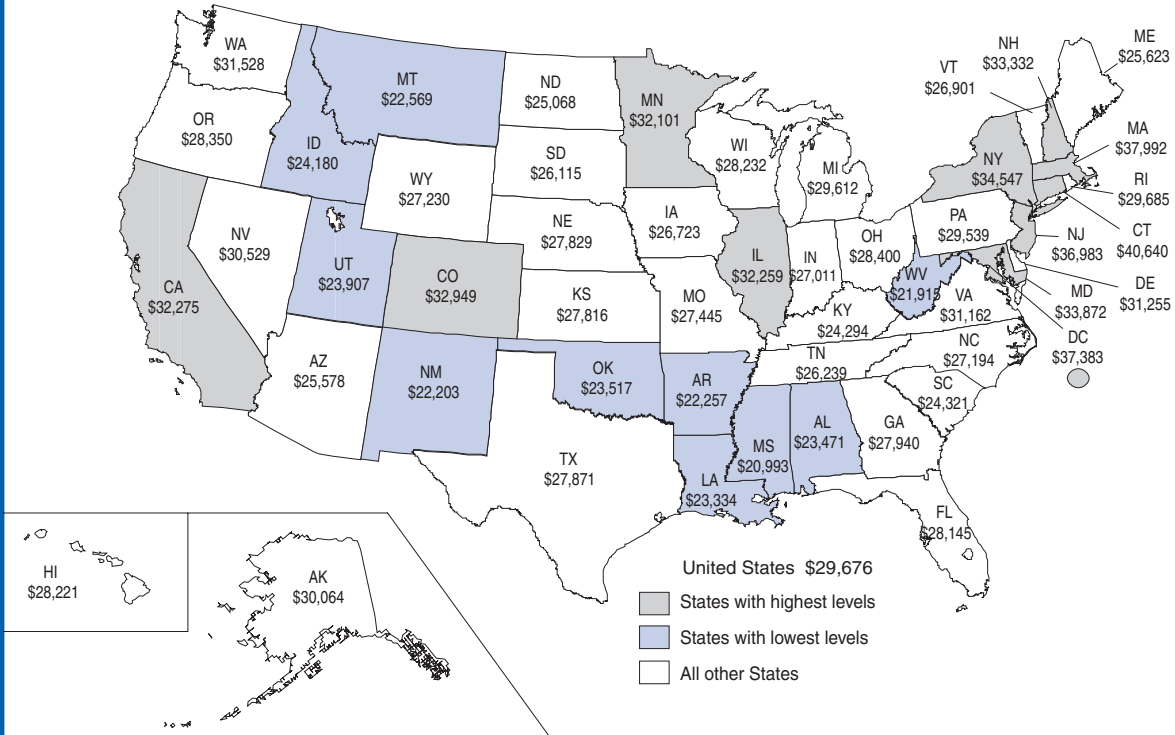 WA
$31,528
OR
$28,350
CA
$32,275
ID
$24,180
NV
$30,529
MT
$22,569
WY
$27,230
UT
$23,907
CO
$32,949
AZ
$25,578
NM
$22,203
ND
$25,068
SD
$26,115
NE
$27,829
KS
$27,816
OK
$23,517
TX
$27,871
MN
$32,101
IA
$26,723
MO
$27,445
AR
$22,257
LA
$23,334
WI
$28,232
IL
$32,259
MI
$29,612
IN
$27,011
OH
$28,400
KY
$24,294
TN
$26,239
MS
$20,993
AL
$23,471
GA
$27,940
FL
$28,145
SC
$24,321
NC
$27,194
VA
$31,162
WV
$21,915
PA
$29,539
NY
$34,547
VT
$26,901
NH
$33,332
ME
$25,623
MA
$37,992
RI
$29,685
CT
$40,640
NJ
$36,983
DE
$31,255
MD
$33,872
DC
$37,383
HI
$28,221
AK
$30,064
United States $29,676
States with highest levels
States with lowest levels
All other States